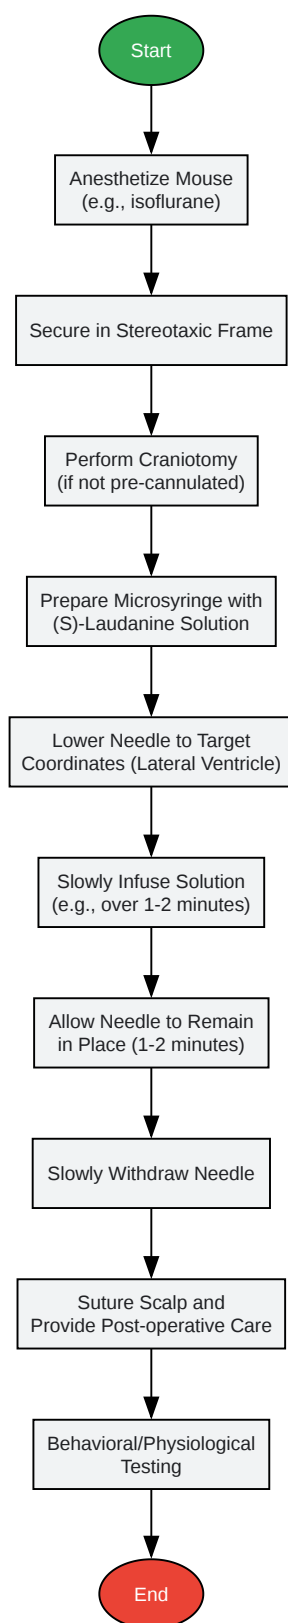 Start
Anesthetize Mouse
(e.g., isoflurane)
Secure in Stereotaxic Frame
Perform Craniotomy
(if not pre-cannulated)
Prepare Microsyringe with
(S)-Laudanine Solution
Lower Needle to Target
Coordinates (Lateral Ventricle)
Slowly Infuse Solution
(e.g., over 1-2 minutes)
Allow Needle to Remain
in Place (1-2 minutes)
Slowly Withdraw Needle
Suture Scalp and
Provide Post-operative Care
Behavioral/Physiological
Testing
End